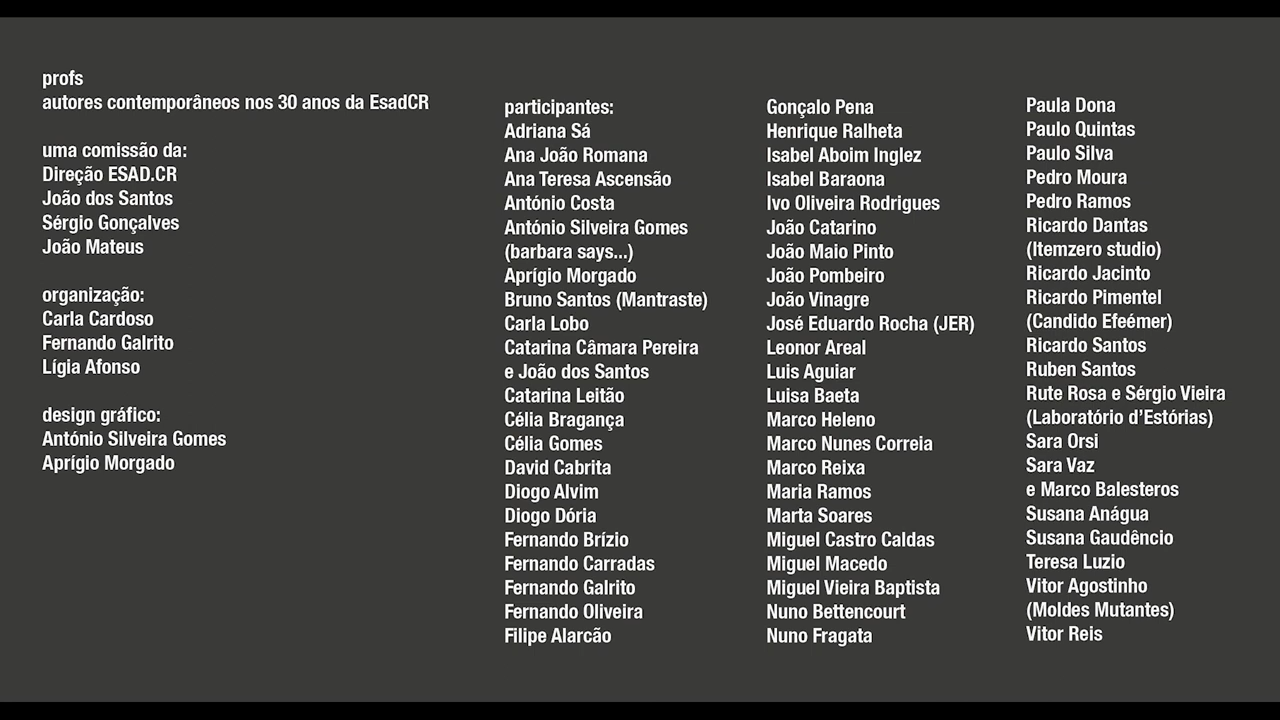 profs
autores contemporâneos nos 30 anos da EsadCR
uma comissão da:
Direção ESAD.CR
João dos Santos
Sérgio Gonçalves
João Mateus
organização:
Carla Cardoso
Fernando Galrito
Lígia Afonso
design gráfico:
António Silveira Gomes
Aprígio Morgado
participantes:
Adriana Sá
Ana João Romana
Ana Teresa Ascensão
António Costa
António Silveira Gomes
(barbara says...)
Aprígio Morgado
Bruno Santos (Mantraste)
Carla Lobo
Catarina Câmara Pereira
e João dos Santos
Catarina Leitão
Célia Bragança
Célia Gomes
David Cabrita
Diogo Alvim
Diogo Dória
Fernando Brízio
Fernando Carradas
Fernando Galrito
Fernando Oliveira
Filipe Alarcão
Gonçalo Pena
Henrique Ralheta
Isabel Aboim Inglez
Isabel Baraona
Ivo Oliveira Rodrigues
João Catarino
João Maio Pinto
João Pombeiro
João Vinagre
José Eduardo Rocha (JER)
Leonor Areal
Luis Aguiar
Luisa Baeta
Marco Heleno
Marco Nunes Correia
Marco Reixa
Maria Ramos
Marta Soares
Miguel Castro Caldas
Miguel Macedo
Miguel Vieira Baptista
Nuno Bettencourt
Nuno Fragata
Paula Dona
Paulo Quintas
Paulo Silva
Pedro Moura
Pedro Ramos
Ricardo Dantas
(Itemzero studio)
Ricardo Jacinto
Ricardo Pimentel
(Candido Efeémer)
Ricardo Santos
Ruben Santos
Rute Rosa e Sérgio Vieira
(Laboratório d’Estórias)
Sara Orsi
Sara Vaz
e Marco Balesteros
Susana Anágua
Susana Gaudêncio
Teresa Luzio
Vitor Agostinho
(Moldes Mutantes)
Vitor Reis